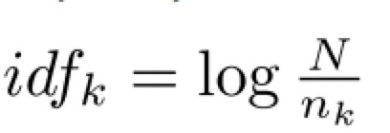 idf_k = log N/n_k